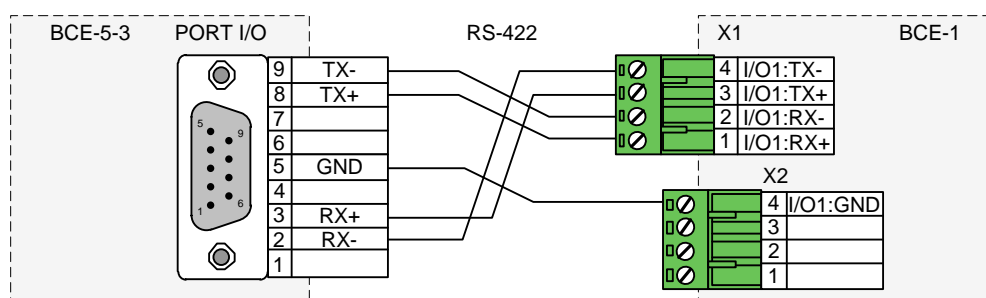 BCE-5-3 PORT I/O RS-422 X1 BCE-1
9 TX- 4 I/O1:TX-
8 TX+ 3 I/O1:TX+
7 2 I/O1:RX-
6 1 I/O1:RX+
5 GND X2
4 4 I/O1:GND
3 RX+ 3
2 RX- 2
1 1
5 9
1 6